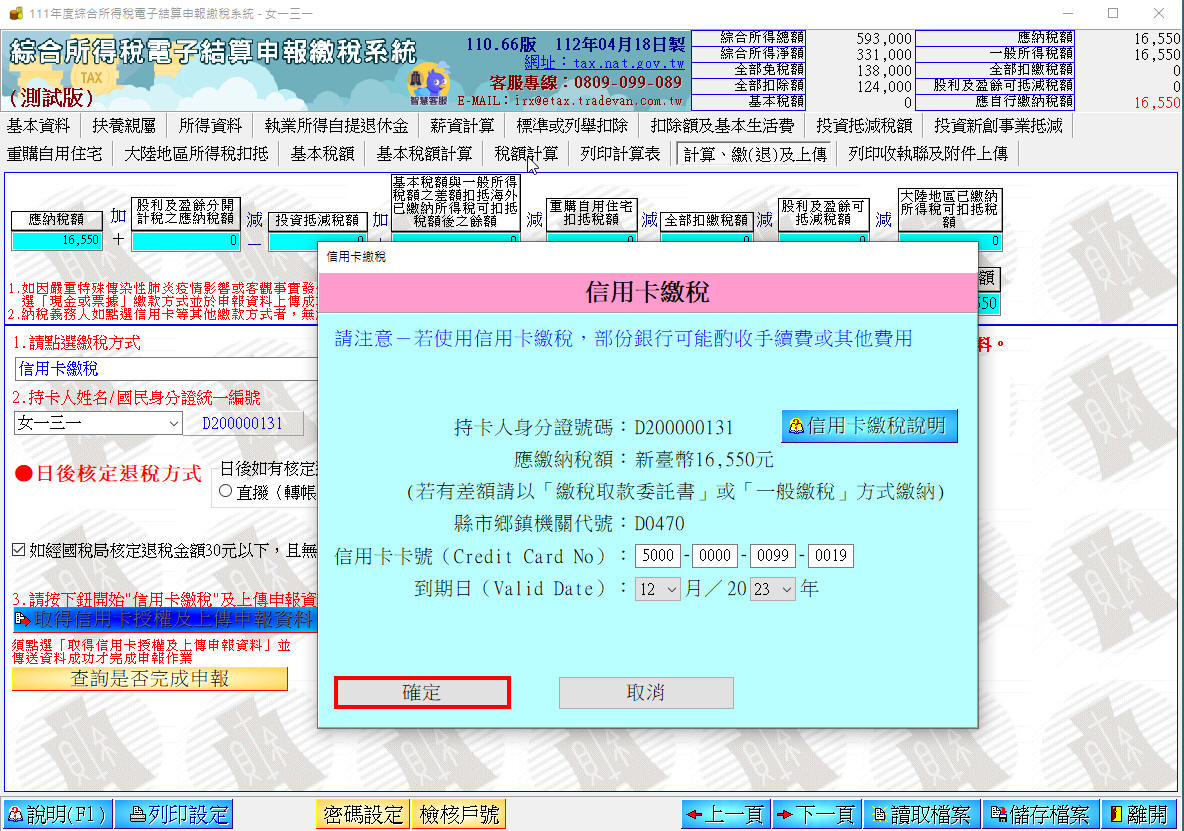 111年度綜合所得稅電子結算申報繳稅系統 - 女一三一
綜合所得稅電子結算申報繳稅系統
TAX
(測試版)
110.66版 112年04月18日製
網址：tax.nat.gov.tw
客服專線：0809-099-089
E-MAIL：irx@etax.tradevan.com.tw
智慧客服
綜合所得總額 593,000 應納稅額 16,550
綜合所得淨額 331,000 一般所得稅額 16,550
全部免稅額 138,000 全部扣繳稅額 0
全部扣除額 124,000 股利及盈餘可抵減稅額 0
基本稅額 0 應自行繳納稅額 16,550
基本資料 扶養親屬 所得資料 執業所得自提退休金 薪資計算 標準或列舉扣除 扣除額及基本生活費 投資抵減稅額 投資新創事業抵減
重購自用住宅 大陸地區所得稅扣抵 基本稅額 基本稅額計算 稅額計算 列印計算表 計算、繳(退)及上傳 列印收執聯及附件上傳
應納稅額
16,550
加
+
股利及盈餘分開
計稅之應納稅額
0
減
—
投資抵減稅額
0
加
基本稅額與一般所得
稅額之差額扣抵海外
已繳納所得稅可扣抵
稅額後之餘額
0
減
重購自用住宅
扣抵稅額
0
減
全部扣繳稅額
0
減
股利及盈餘可
抵減稅額
0
減
大陸地區已繳納
所得稅可扣抵稅
額
0
額
550
1.如因嚴重特殊傳染性肺炎疫情影響或客觀事實發
選「現金或票據」繳款方式並於申報資料上傳成
2.納稅義務人如點選信用卡等其他繳款方式者，無
1.請點選繳稅方式
料。
信用卡繳稅
2.持卡人姓名/國民身分證統一編號
女一三一 D200000131
●日後核定退稅方式
日後如有核定
直撥（轉帳
如經國稅局核定退稅金額30元以下，且無
3.請按下鈕開始"信用卡繳稅"及上傳申報資
取得信用卡授權及上傳申報資料
須點選「取得信用卡授權及上傳申報資料」並
傳送資料成功才完成申報作業
查詢是否完成申報
信用卡繳稅
信用卡繳稅
請注意－若使用信用卡繳稅，部份銀行可能酌收手續費或其他費用
持卡人身分證號碼：D200000131
信用卡繳稅說明
應繳納稅額：新臺幣16,550元
(若有差額請以「繳稅取款委託書」或「一般繳稅」方式繳納)
縣市鄉鎮機關代號：D0470
信用卡卡號（Credit Card No）：5000-0000-0099-0019
到期日（Valid Date）：12月／2023年
確定 取消
說明(F1) 列印設定 密碼設定 檢核戶號 上一頁 下一頁 讀取檔案 儲存檔案 離開